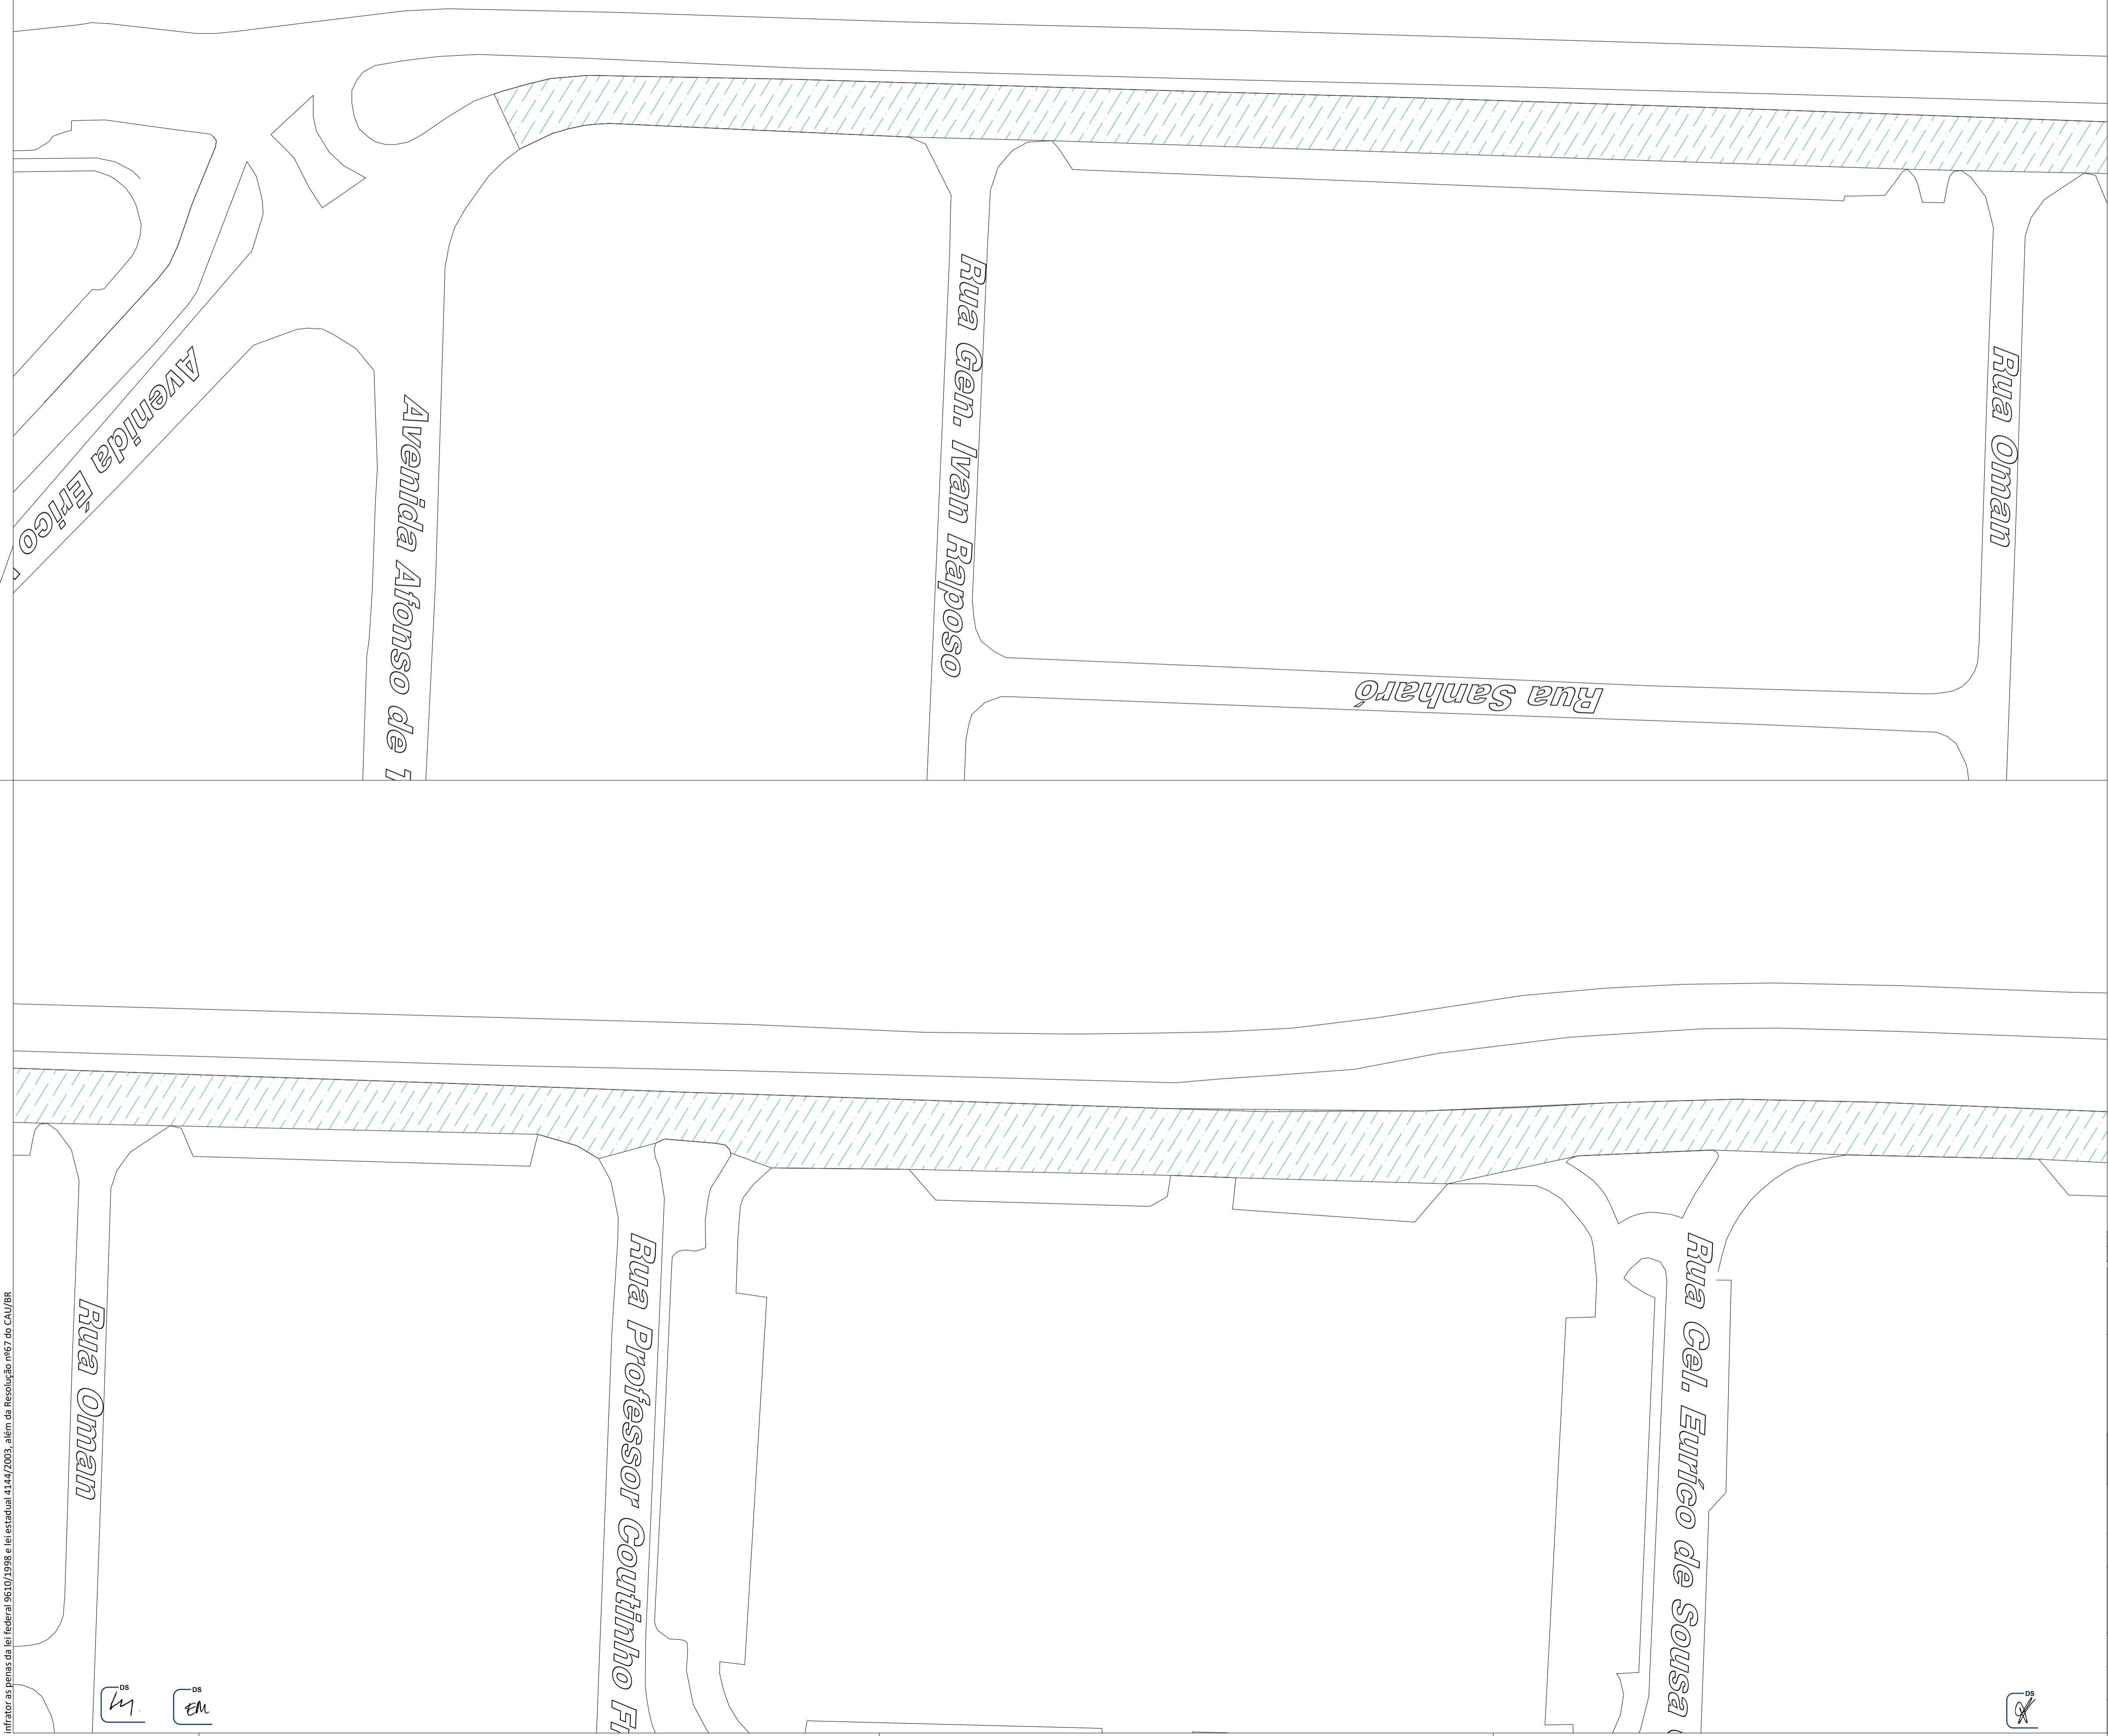 Avenida Érico
Avenida Afonso de T
Rua Gen. Ivan Raposo
Rua Oman
Rua Sanharó
Rua Oman
Rua Professor Coutinho Fr
Rua Cel. Eurico de Sousa
infrator as penas da lei federal 9610/1998 e lei estadual 4144/2003, além da Resolução nº67 do CAU/BR
DS
DS
EM
DS